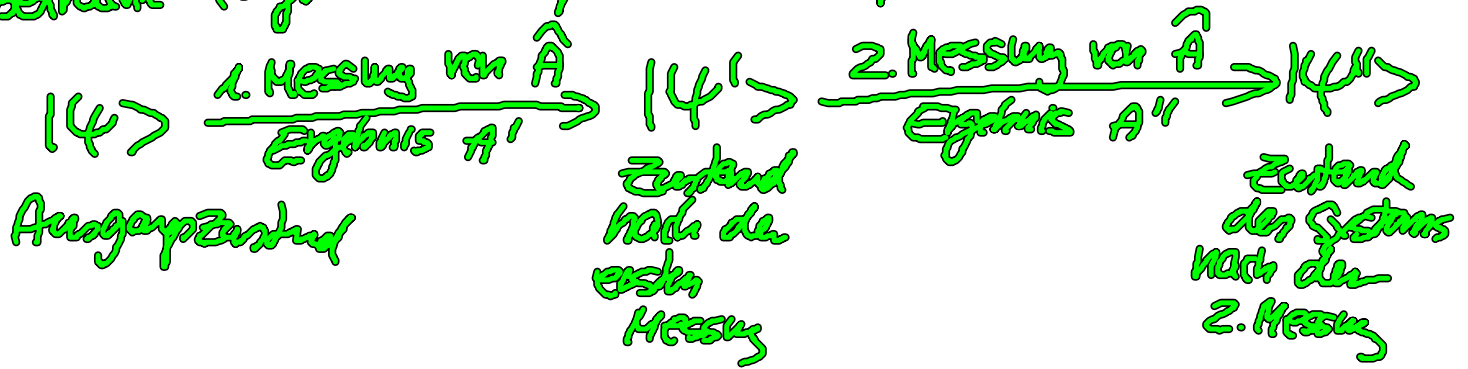 1. Messung von Â
2. Messung von Â
|ψ>
|ψ'>
|ψ''>
Ergebnis A'
Ergebnis A''
Ausgangszustand
Zustand
nach der
ersten
Messung
Zustand
des Systems
nach der
2. Messung